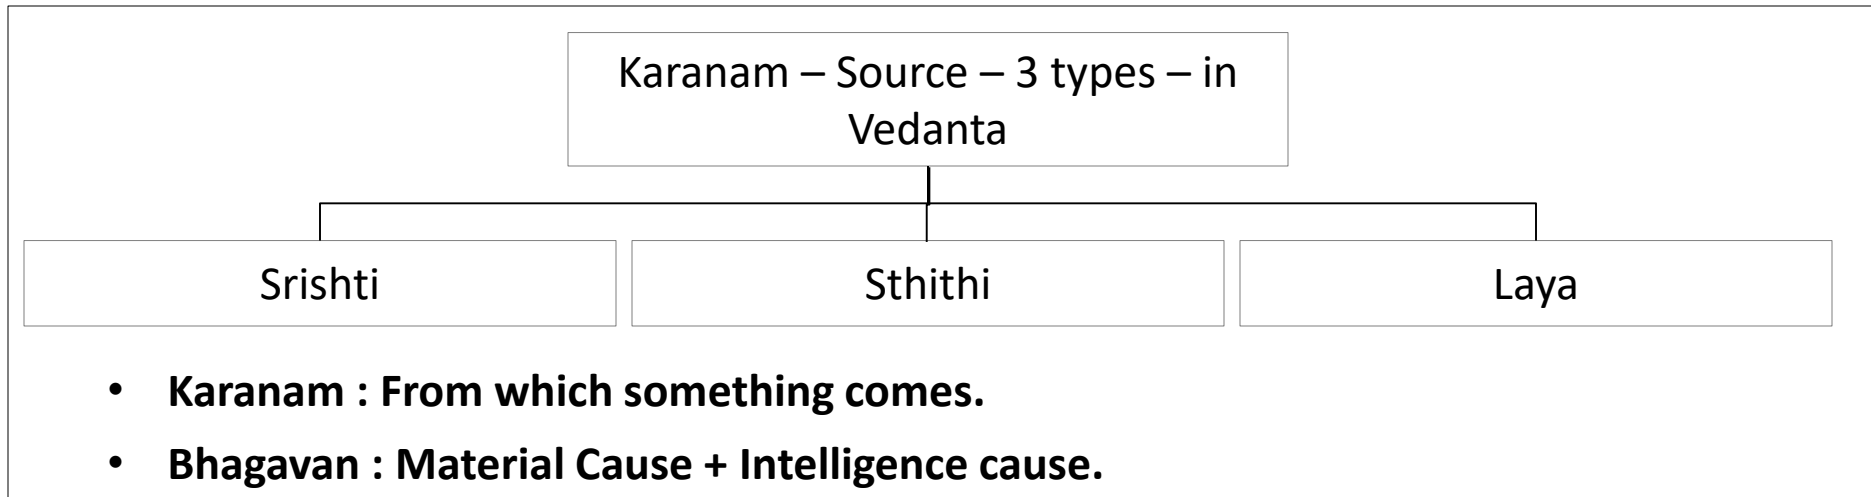 Karanam – Source – 3 types – in
Vedanta
Srishti
Sthithi
Laya
• Karanam : From which something comes.
• Bhagavan : Material Cause + Intelligence cause.